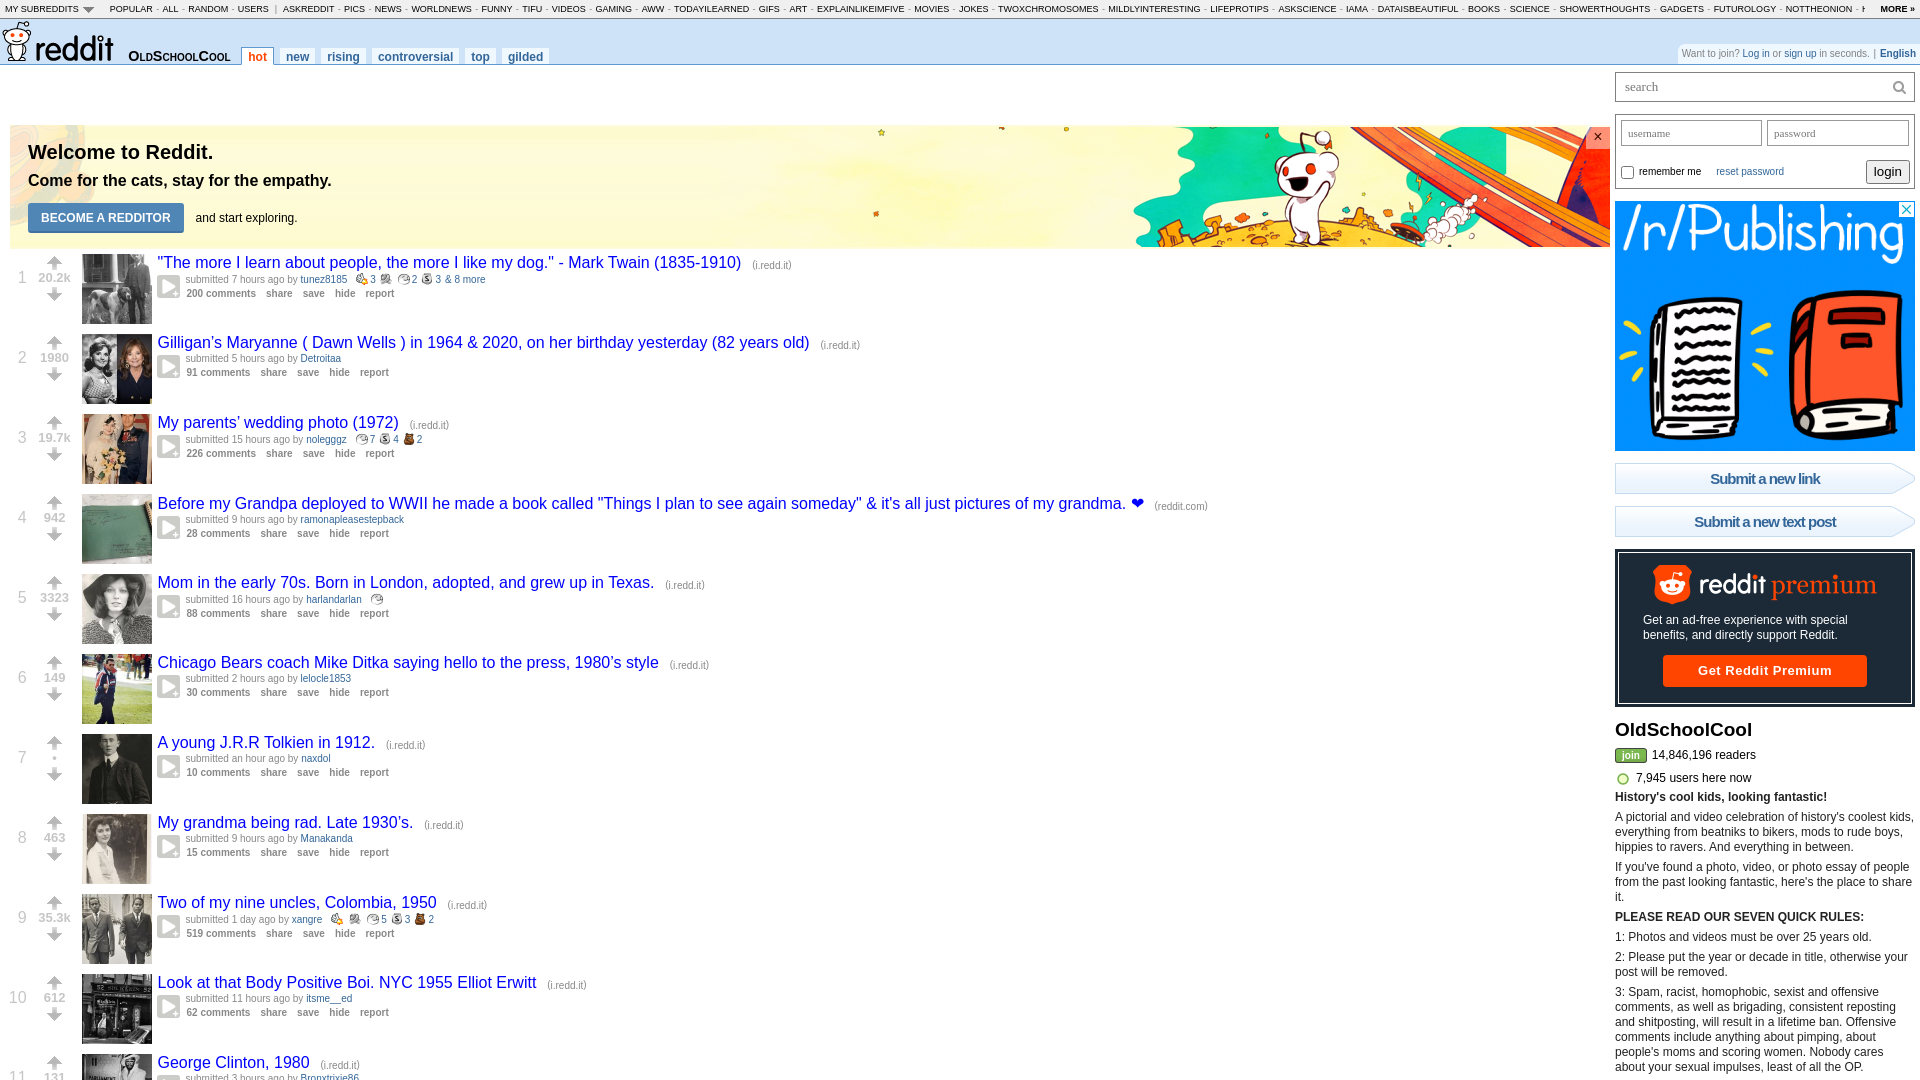 MY SUBREDDITS POPULAR - ALL - RANDOM - USERS | ASKREDDIT - PICS - NEWS - WORLDNEWS - FUNNY - TIFU - VIDEOS - GAMING - AWW - TODAYILEARNED - GIFS - ART - EXPLAINLIKEIMFIVE - MOVIES - JOKES - TWOXCHROMOSOMES - MILDLYINTERESTING - LIFEPROTIPS - ASKSCIENCE - IAMA - DATAISBEAUTIFUL - BOOKS - SCIENCE - SHOWERTHOUGHTS - GADGETS - FUTUROLOGY - NOTTHEONION - MORE »
reddit OLDSCHOOLCOOL hot new rising controversial top gilded
Want to join? Log in or sign up in seconds. | English
search
username password
remember me reset password login
Welcome to Reddit.
Come for the cats, stay for the empathy.
BECOME A REDDITOR and start exploring.
×
1 20.2k
"The more I learn about people, the more I like my dog." - Mark Twain (1835-1910) (i.redd.it)
submitted 7 hours ago by tunez8185 3 2 3 & 8 more
200 comments share save hide report
2 1980
Gilligan’s Maryanne ( Dawn Wells ) in 1964 & 2020, on her birthday yesterday (82 years old) (i.redd.it)
submitted 5 hours ago by Detroitaa
91 comments share save hide report
3 19.7k
My parents’ wedding photo (1972) (i.redd.it)
submitted 15 hours ago by nolegggz 7 4 2
226 comments share save hide report
4 942
Before my Grandpa deployed to WWII he made a book called "Things I plan to see again someday" & it's all just pictures of my grandma. ❤ (reddit.com)
submitted 9 hours ago by ramonapleasestepback
28 comments share save hide report
5 3323
Mom in the early 70s. Born in London, adopted, and grew up in Texas. (i.redd.it)
submitted 16 hours ago by harlandarlan
88 comments share save hide report
6 149
Chicago Bears coach Mike Ditka saying hello to the press, 1980’s style (i.redd.it)
submitted 2 hours ago by lelocle1853
30 comments share save hide report
7 •
A young J.R.R Tolkien in 1912. (i.redd.it)
submitted an hour ago by naxdol
10 comments share save hide report
8 463
My grandma being rad. Late 1930’s. (i.redd.it)
submitted 9 hours ago by Manakanda
15 comments share save hide report
9 35.3k
Two of my nine uncles, Colombia, 1950 (i.redd.it)
submitted 1 day ago by xangre 5 3 2
519 comments share save hide report
10 612
Look at that Body Positive Boi. NYC 1955 Elliot Erwitt (i.redd.it)
submitted 11 hours ago by itsme__ed
62 comments share save hide report
11 131
George Clinton, 1980 (i.redd.it)
submitted 3 hours ago by Bronxtrixie86
/r/Publishing
Submit a new link
Submit a new text post
reddit premium
Get an ad-free experience with special
benefits, and directly support Reddit.
Get Reddit Premium
OldSchoolCool
join 14,846,196 readers
7,945 users here now
History's cool kids, looking fantastic!
A pictorial and video celebration of history's coolest kids,
everything from beatniks to bikers, mods to rude boys,
hippies to ravers. And everything in between.
If you've found a photo, video, or photo essay of people
from the past looking fantastic, here's the place to share
it.
PLEASE READ OUR SEVEN QUICK RULES:
1: Photos and videos must be over 25 years old.
2: Please put the year or decade in title, otherwise your
post will be removed.
3: Spam, racist, homophobic, sexist and offensive
comments, as well as brigading, consistent reposting
and shitposting, will result in a lifetime ban. Offensive
comments include anything about pimping, about
people's moms and scoring women. Nobody cares
about your sexual impulses, least of all the OP.